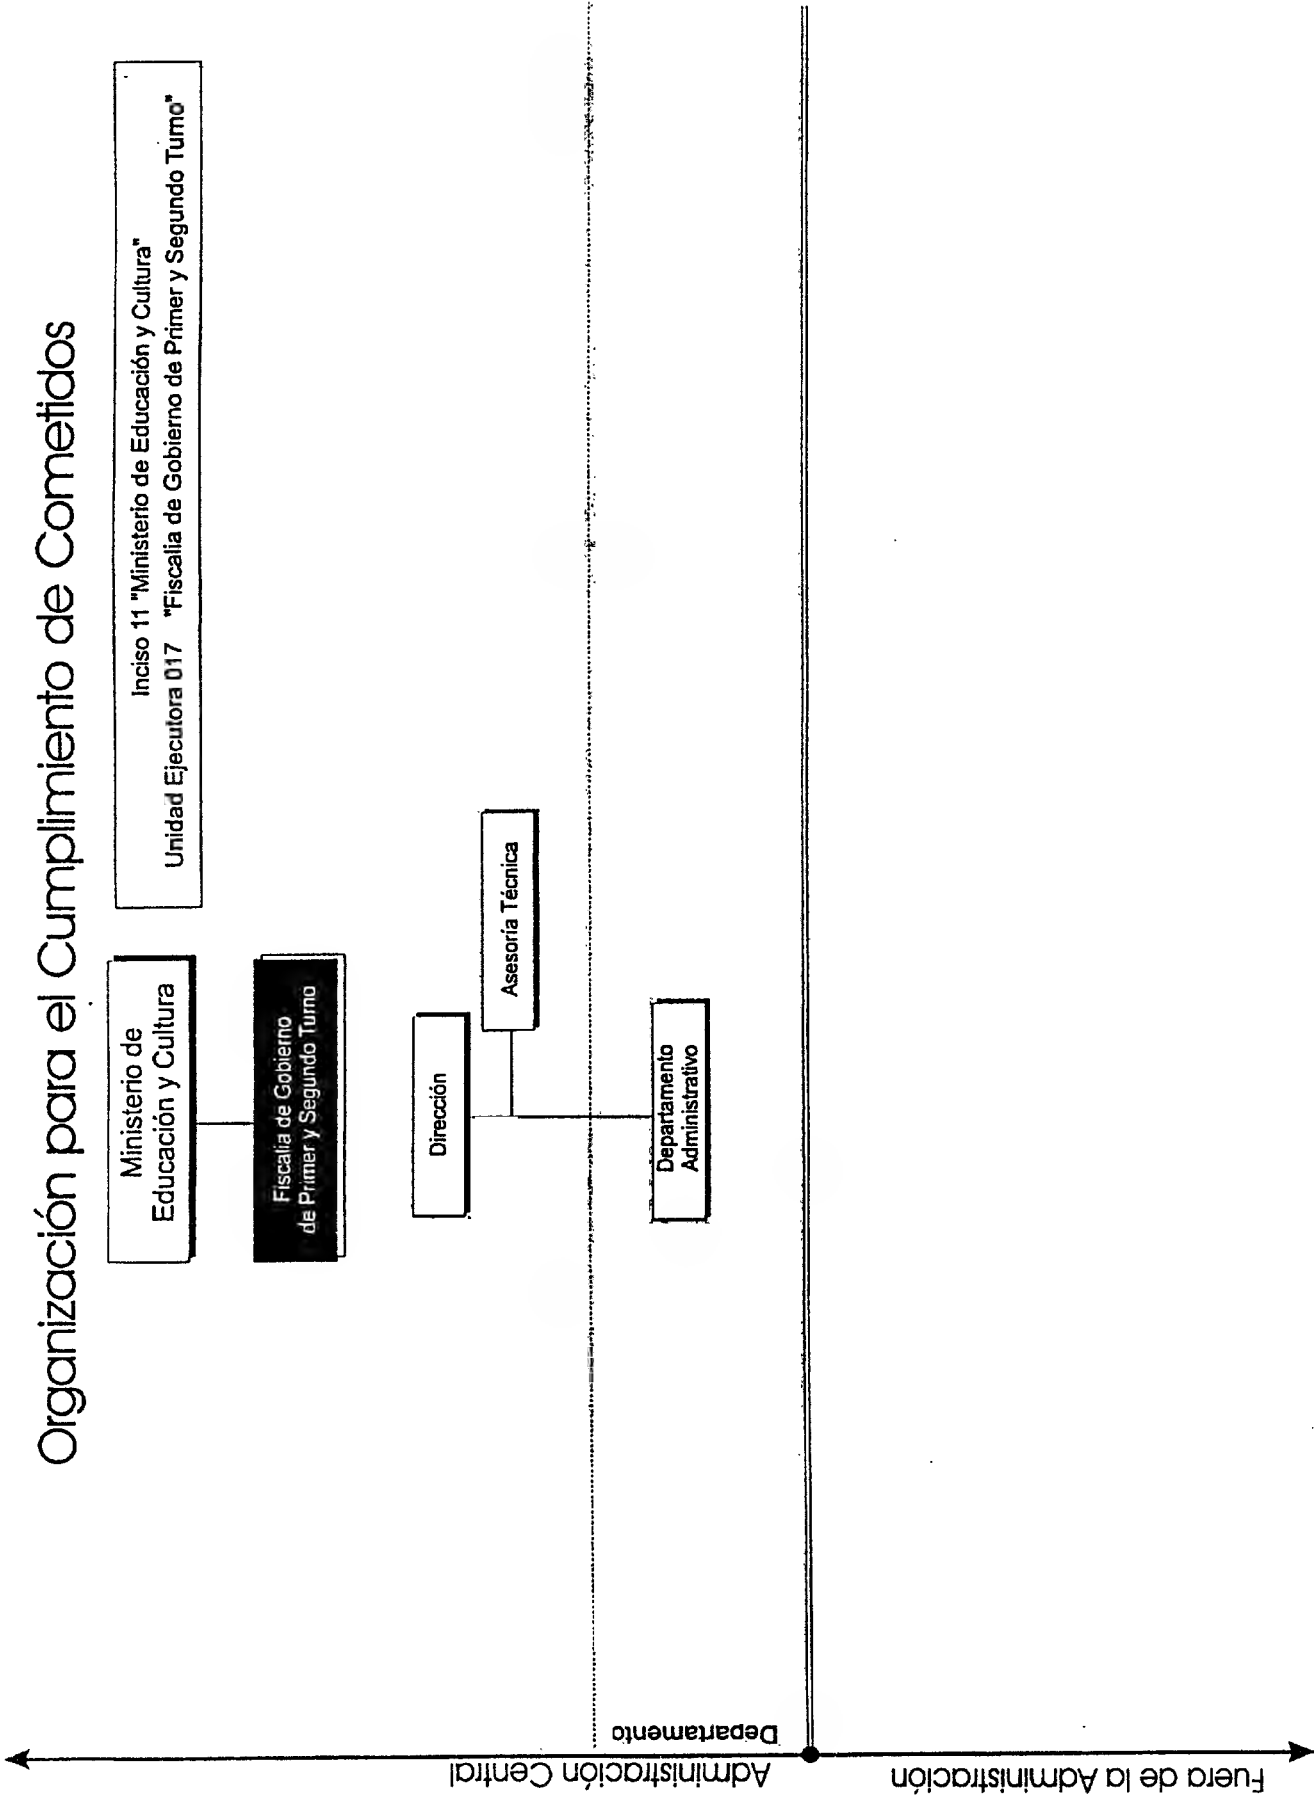 Organización para el Cumplimiento de Cometidos
Inciso 11 "Ministerio de Educación y Cultura"
Unidad Ejecutora 017 "Fiscalia de Gobierno de Primer y Segundo Turno"
Ministerio de
Educación y Cultura
Fiscalia de Gobierno
de Primer y Segundo Turno
Dirección
Asesoría Técnica
Departamento
Administrativo
Departamento
Administración Central
Fuera de la Administración